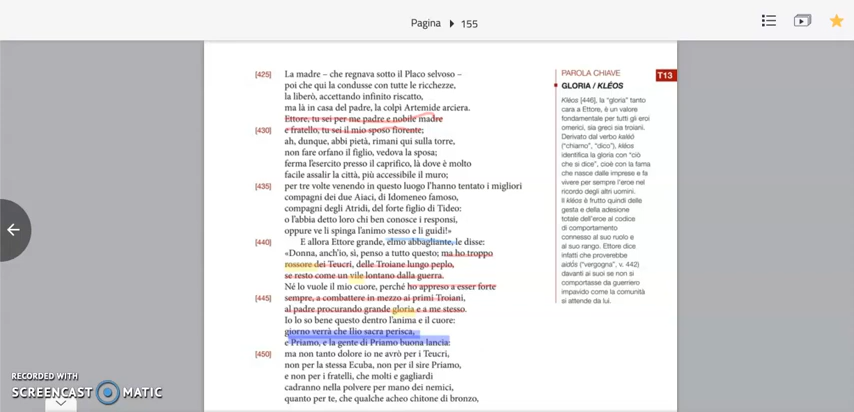 Pagina 155
[425] La madre – che regnava sotto il Placo selvoso –
poi che qui la condusse con tutte le ricchezze,
la liberò, accettando infinito riscatto,
ma là in casa del padre, la colpì Artemide arciera.
Ettore, tu sei per me padre e nobile madre
[430] e fratello, tu sei il mio sposo fiorente;
ah, dunque, abbi pietà, rimani qui sulla torre,
non fare orfano il figlio, vedova la sposa;
ferma l'esercito presso il caprifico, là dove è molto
facile assalir la città, più accessibile il muro;
[435] per tre volte venendo in questo luogo l'hanno tentato i migliori
compagni dei due Aiaci, di Idomeneo famoso,
compagni degli Atridi, del forte figlio di Tideo:
o l'abbia detto loro chi ben conosce i responsi,
oppure ve li spinga l'animo stesso e li guidi!»
[440] E allora Ettore grande, elmo abbagliante, le disse:
«Donna, anch'io, sì, penso a tutto questo; ma ho troppo
rossore dei Teucri, delle Troiane lungo peplo,
se resto come un vile lontano dalla guerra.
Né lo vuole il mio cuore, perché ho appreso a esser forte
[445] sempre, a combattere in mezzo ai primi Troiani,
al padre procurando grande gloria e a me stesso.
Io lo so bene questo dentro l'anima e il cuore:
giorno verrà che Ilio sacra perisca,
e Priamo, e la gente di Priamo buona lancia:
[450] ma non tanto dolore io ne avrò per i Teucri,
non per la stessa Ecuba, non per il sire Priamo,
e non per i fratelli, che molti e gagliardi
cadranno nella polvere per mano dei nemici,
quanto per te, che qualche acheo chitone di bronzo,
PAROLA CHIAVE
T13
GLORIA / KLÉOS
Kléos [446], la "gloria" tanto
cara a Ettore, è un valore
fondamentale per tutti gli eroi
omerici, sia greci sia troiani.
Derivato dal verbo kaléō
("chiamo", "dico"), kléos
identifica la gloria con "ciò
che si dice", cioè con la fama
che nasce dalle imprese e fa
vivere per sempre l'eroe nel
ricordo degli altri uomini.
Il kléos è frutto quindi delle
gesta e della adesione
totale dell'eroe al codice
di comportamento
connesso al suo ruolo e
al suo rango. Ettore dice
infatti che proverebbe
aidós ("vergogna", v. 442)
davanti ai suoi se non si
comportasse da guerriero
impavido come la comunità
si attende da lui.
RECORDED WITH
SCREENCAST MATIC